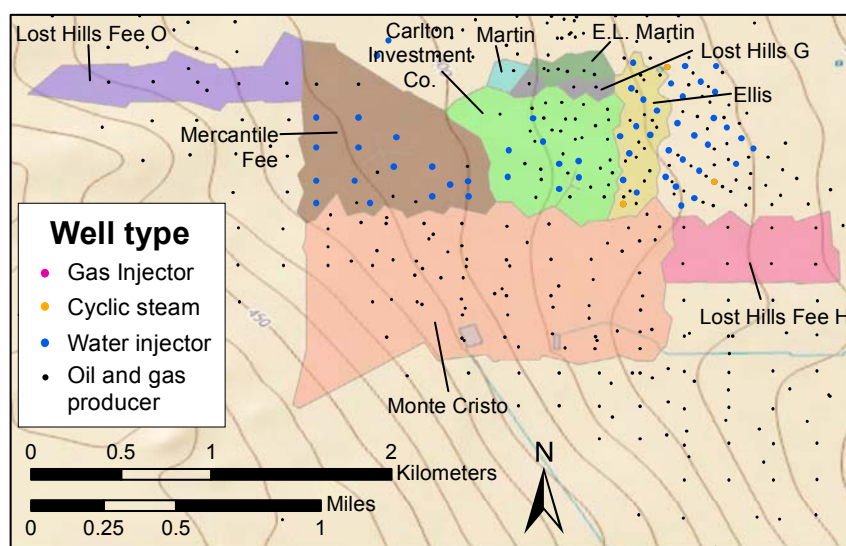 Lost Hills Fee O
Carlton
Investment
Co.
Martin
E.L. Martin
Lost Hills G
Ellis
Mercantile
Fee
Well type
Gas Injector
Cyclic steam
Water injector
Oil and gas
producer
450
Lost Hills Fee H
Monte Cristo
0 1 2
0.5 1.5
Kilometers
N
Miles
0 0.25 0.5 1